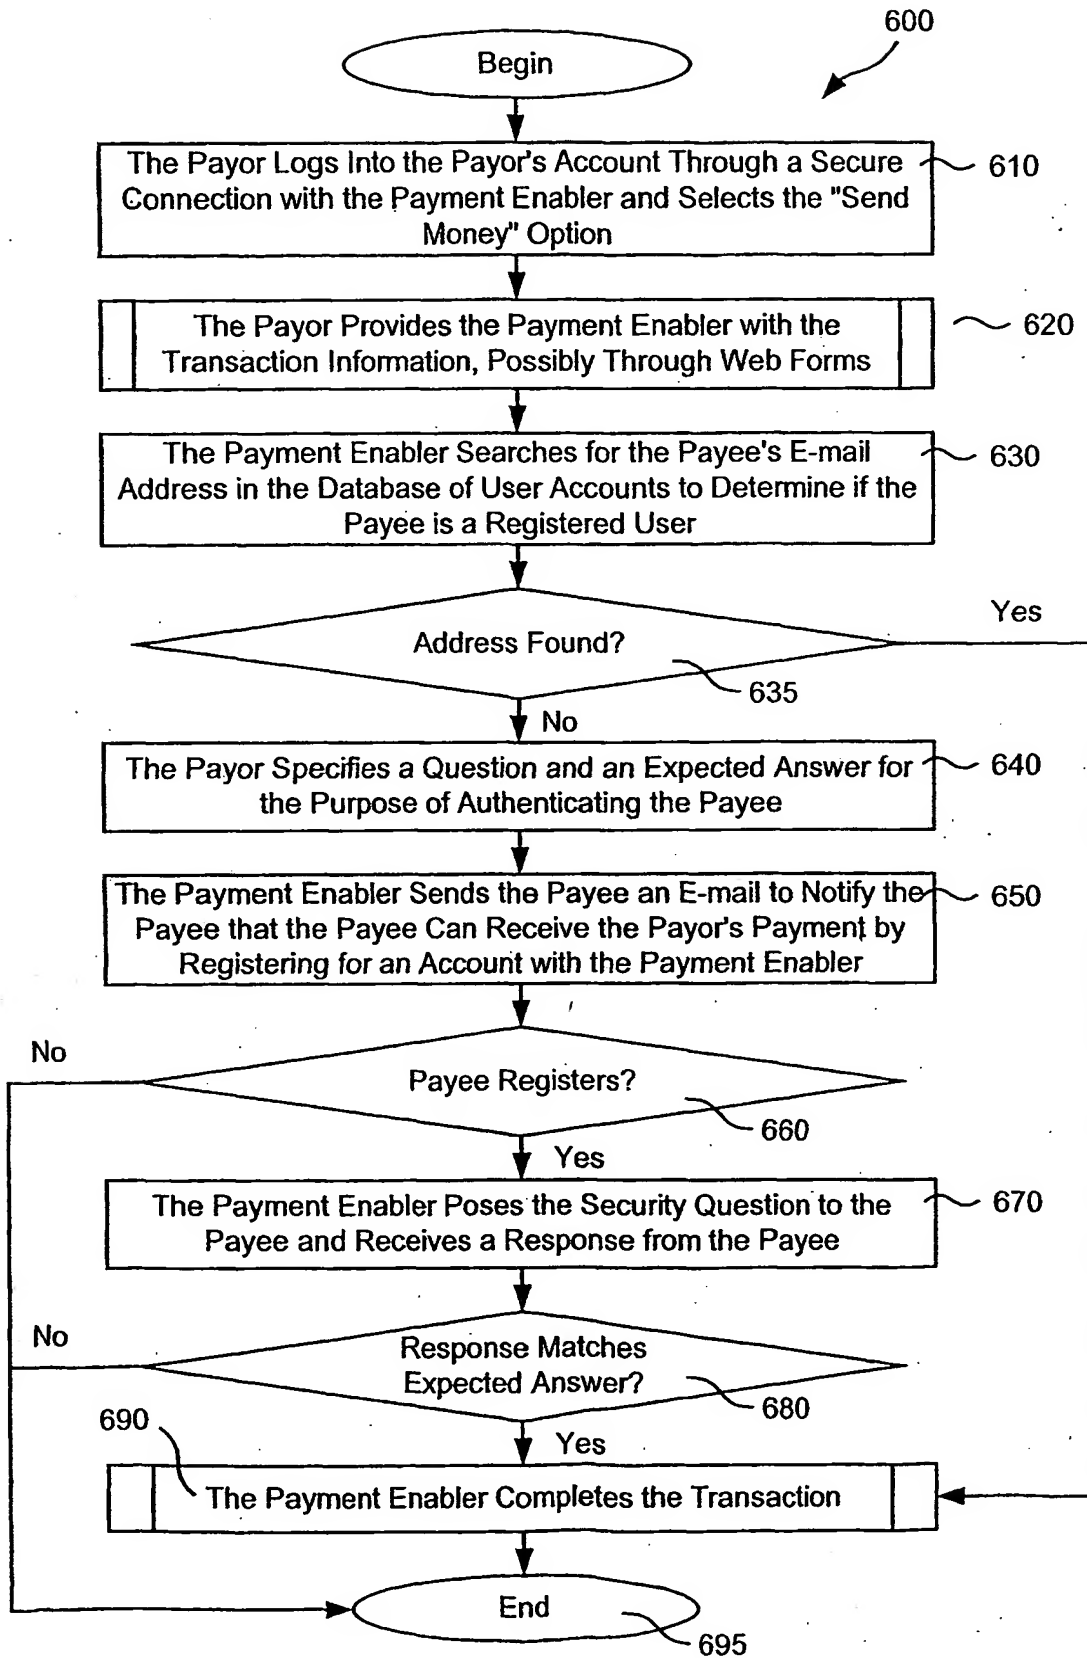 600
Begin
The Payor Logs Into the Payor's Account Through a Secure
Connection with the Payment Enabler and Selects the "Send
Money" Option
610
The Payor Provides the Payment Enabler with the
Transaction Information, Possibly Through Web Forms
620
The Payment Enabler Searches for the Payee's E-mail
Address in the Database of User Accounts to Determine if the
Payee is a Registered User
630
Address Found?
635
Yes
No
The Payor Specifies a Question and an Expected Answer for
the Purpose of Authenticating the Payee
640
The Payment Enabler Sends the Payee an E-mail to Notify the
Payee that the Payee Can Receive the Payor's Payment by
Registering for an Account with the Payment Enabler
650
No
Payee Registers?
660
Yes
The Payment Enabler Poses the Security Question to the
Payee and Receives a Response from the Payee
670
No
Response Matches
Expected Answer?
680
690
Yes
The Payment Enabler Completes the Transaction
End
695